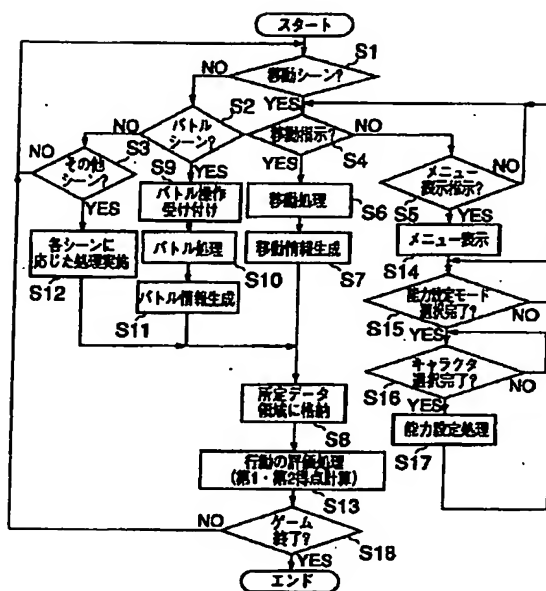 スタート
S1
移動シーン?
NO
YES
S2
バトル
シーン?
NO
YES
移動指示?
NO
S4
YES
S3
その他
シーン?
NO
YES
S9
バトル操作
受け付け
移動処理
S6
メニュー
表示指示?
NO
S5
YES
各シーンに
応じた処理実施
S12
バトル処理
S10
移動情報生成
S7
メニュー表示
S14
バトル情報生成
S11
能力設定モード
選択完了?
S15
NO
YES
キャラクタ
選択完了?
S16
NO
YES
能力設定処理
S17
所定データ
領域に格納
S8
行動の評価処理
(第1・第2得点計算)
S13
NO
ゲーム
終了?
S18
YES
エンド